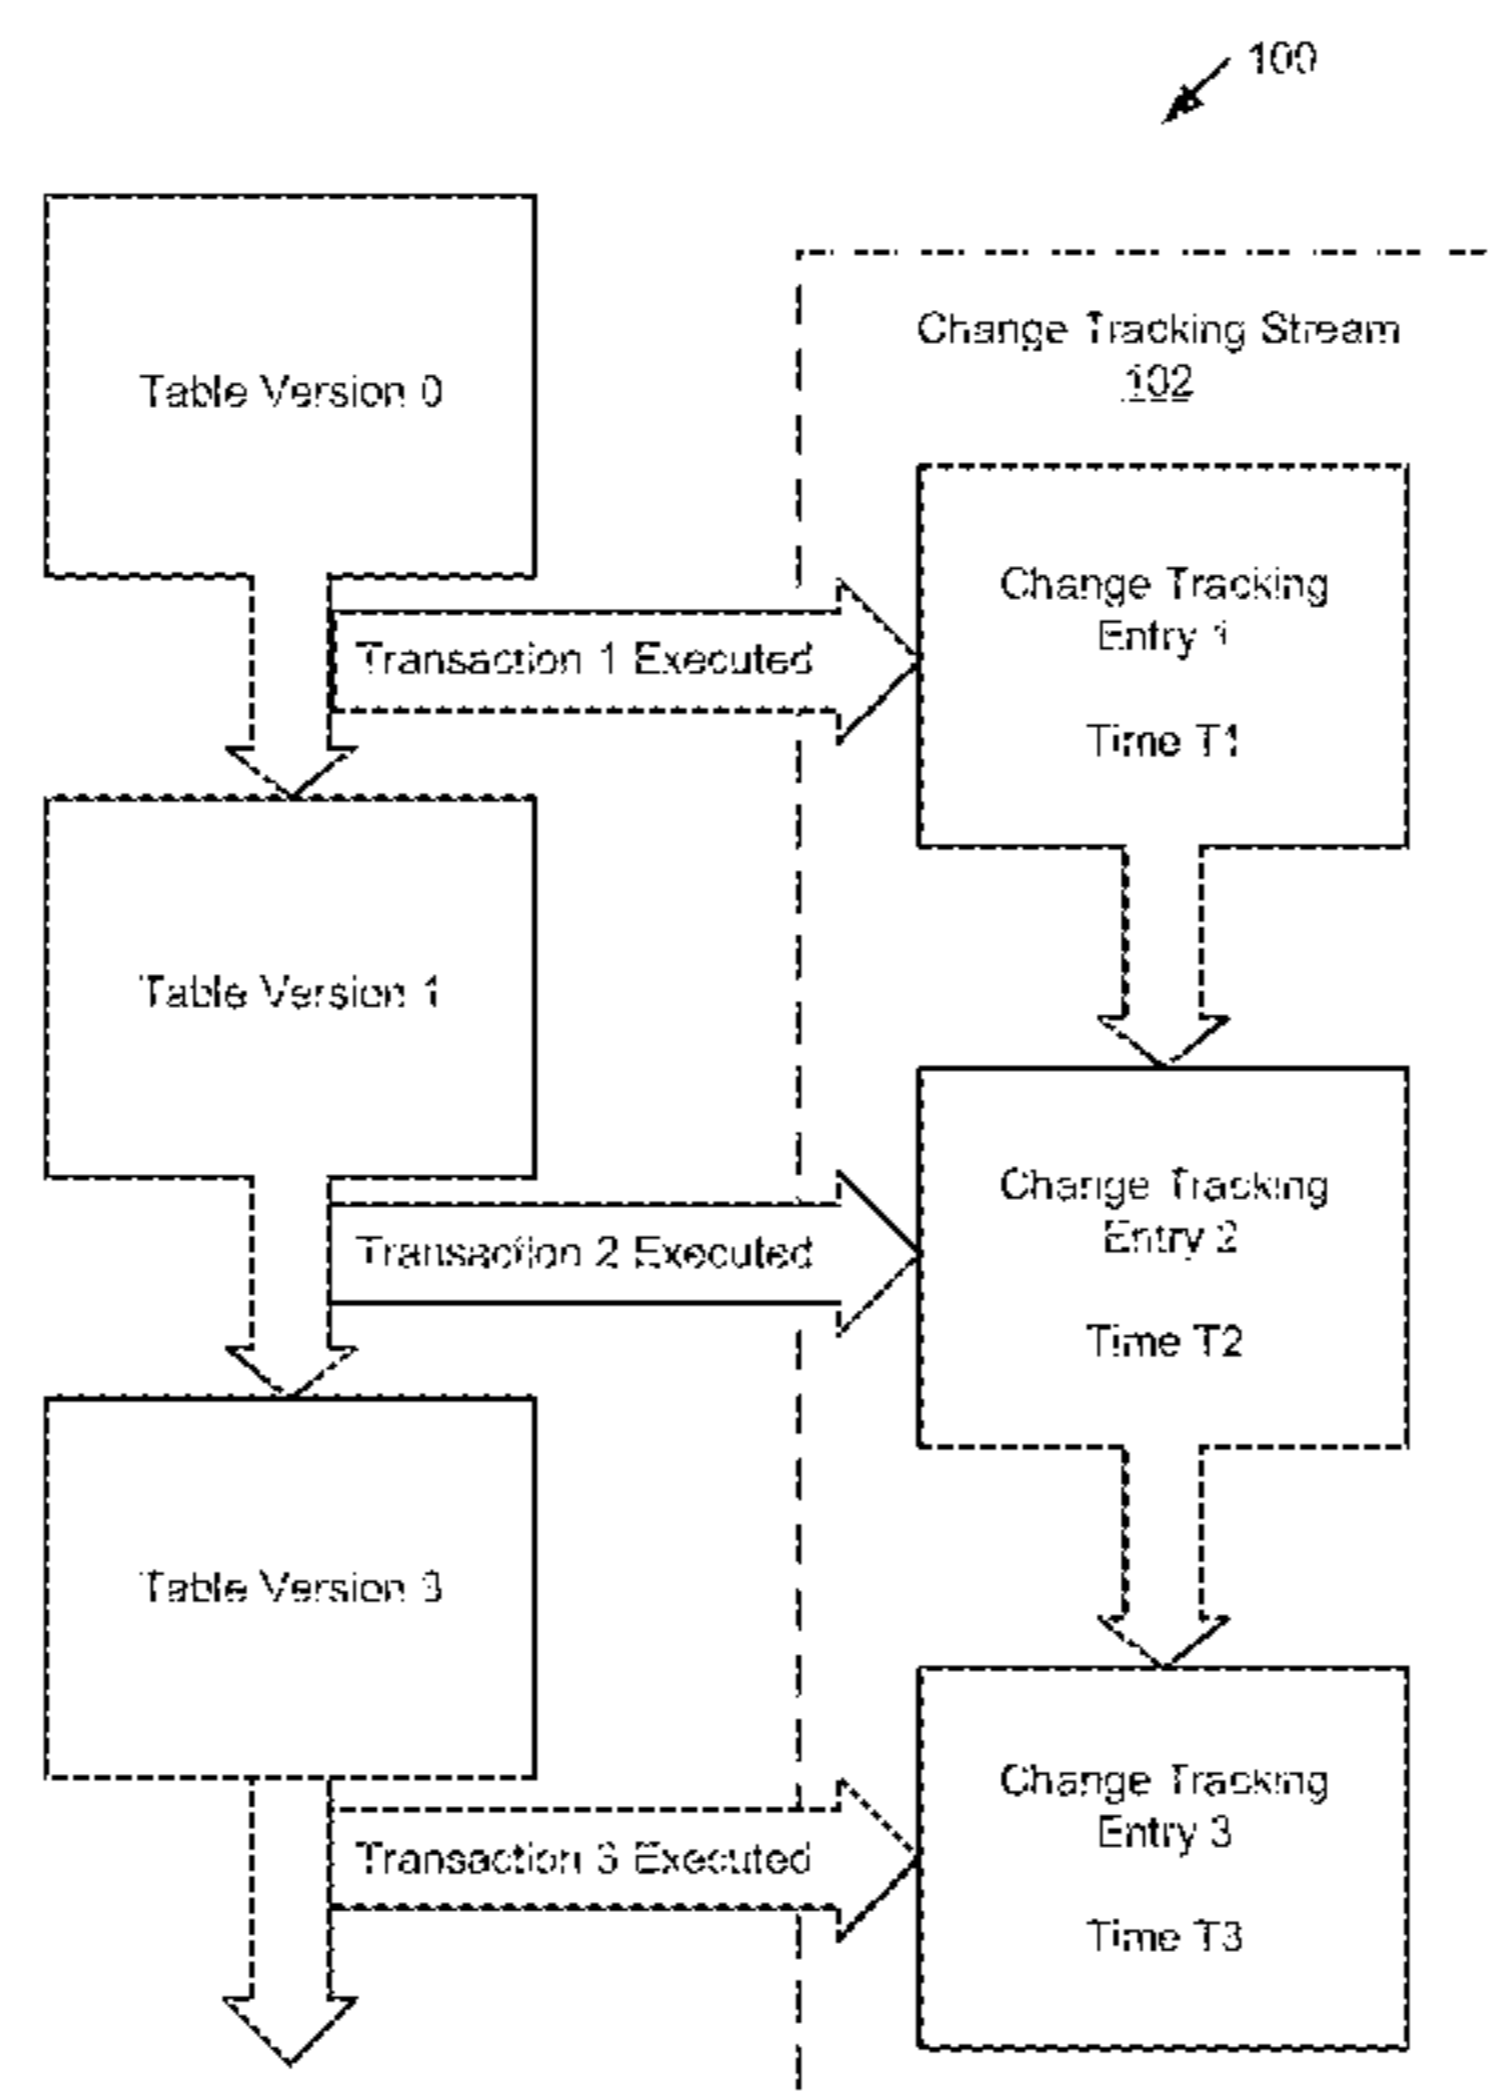 100
Table Version 0
Change Tracking Stream
102
Transaction 1 Executed
Change Tracking
Entry 1
Time T1
Table Version 1
Transaction 2 Executed
Change Tracking
Entry 2
Time T2
Table Version 3
Transaction 3 Executed
Change Tracking
Entry 3
Time T3